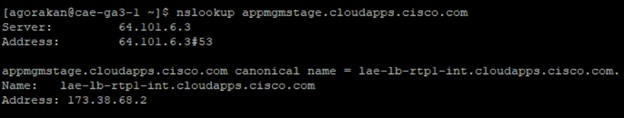 [agorakan@cae-ga3-1 ~]$ nslookup appmgmstage.cloudapps.cisco.com
Server: 64.101.6.3
Address: 64.101.6.3#53
appmgmstage.cloudapps.cisco.com canonical name = lae-lb-rtp1-int.cloudapps.cisco.com.
Name: lae-lb-rtp1-int.cloudapps.cisco.com
Address: 173.38.68.2